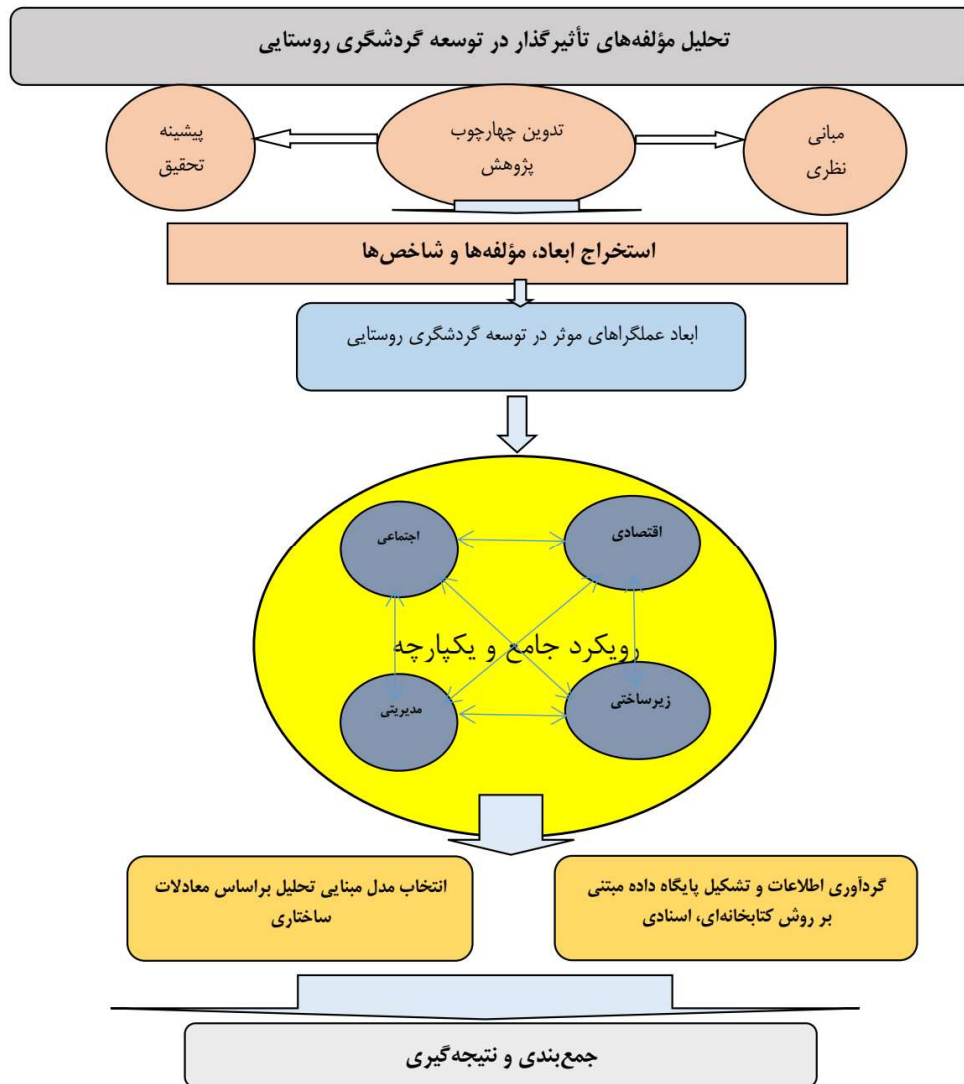 تحلیل مؤلفه‌های تأثیرگذار در توسعه گردشگری روستایی
مبانی
نظری
تدوین چهارچوب
پژوهش
پیشینه
تحقیق
استخراج ابعاد، مؤلفه‌ها و شاخص‌ها
ابعاد عملگراهای موثر در توسعه گردشگری روستایی
اقتصادی
اجتماعی
رویکرد جامع و یکپارچه
زیرساختی
مدیریتی
گردآوری اطلاعات و تشکیل پایگاه داده مبتنی
بر روش کتابخانه‌ای، اسنادی
انتخاب مدل مبنایی تحلیل براساس معادلات
ساختاری
جمع‌بندی و نتیجه‌گیری